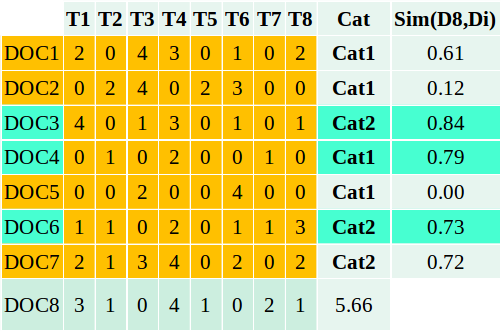 T1 T2 T3 T4 T5 T6 T7 T8 Cat Sim(D8,Di)
DOC1 2 0 4 3 0 1 0 2 Cat1 0.61
DOC2 0 2 4 0 2 3 0 0 Cat1 0.12
DOC3 4 0 1 3 0 1 0 1 Cat2 0.84
DOC4 0 1 0 2 0 0 1 0 Cat1 0.79
DOC5 0 0 2 0 0 4 0 0 Cat1 0.00
DOC6 1 1 0 2 0 1 1 3 Cat2 0.73
DOC7 2 1 3 4 0 2 0 2 Cat2 0.72
DOC8 3 1 0 4 1 0 2 1 5.66